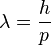 λ = h/p